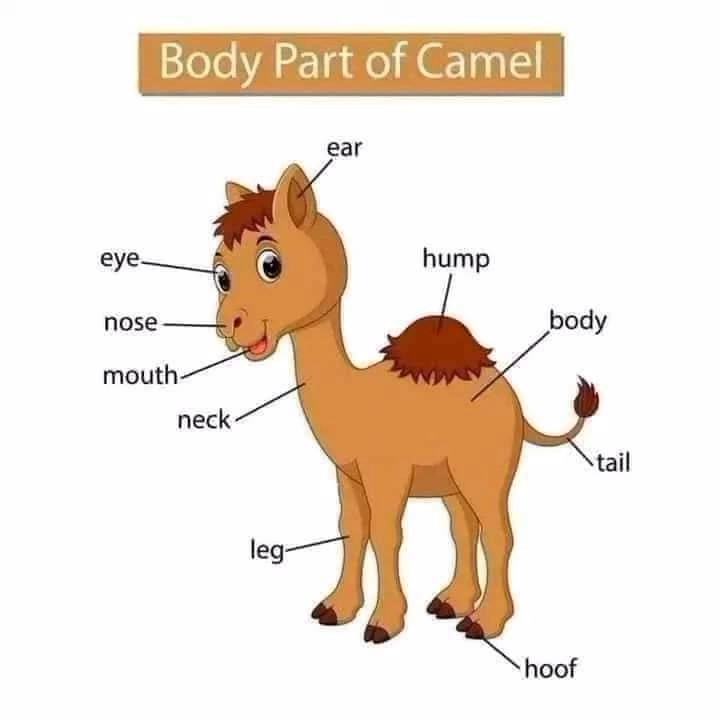 Body Part of Camel
ear
eye
hump
nose
body
mouth
neck
tail
leg
hoof